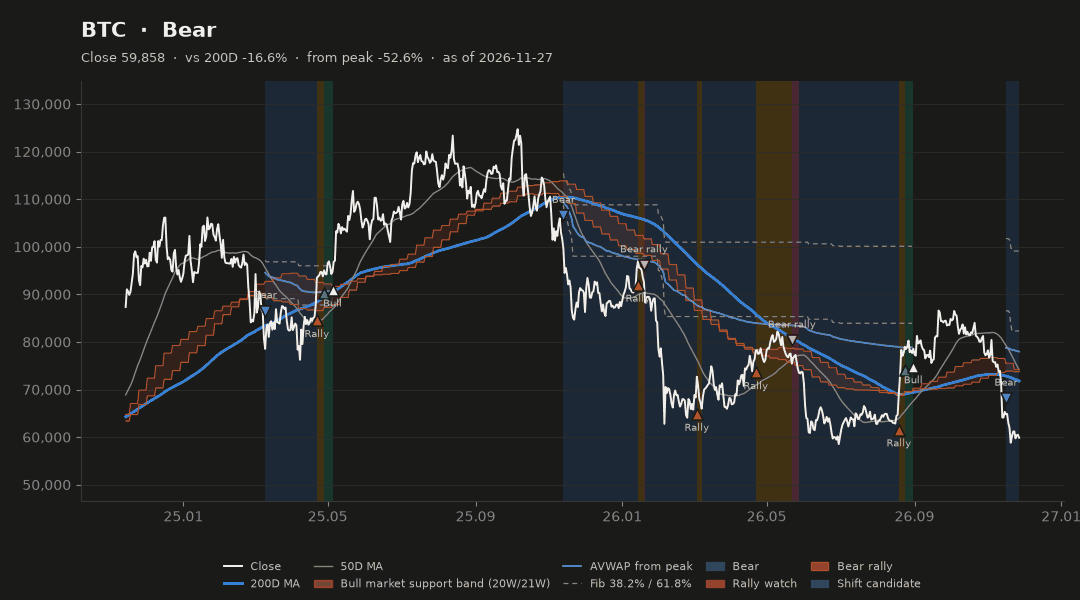 BTC · Bear
Close 59,858 · vs 200D -16.6% · from peak -52.6% · as of 2026-11-27
130,000
120,000
110,000
100,000
90,000
80,000
70,000
60,000
50,000
Bear
Rally
Bull
Bear
Bear rally
Rally
Rally
Bear rally
Rally
Bull
Rally
Bear
25.01
25.05
25.09
26.01
26.05
26.09
27.01
Close
50D MA
AVWAP from peak
Bear
Bear rally
200D MA
Bull market support band (20W/21W)
Fib 38.2% / 61.8%
Rally watch
Shift candidate